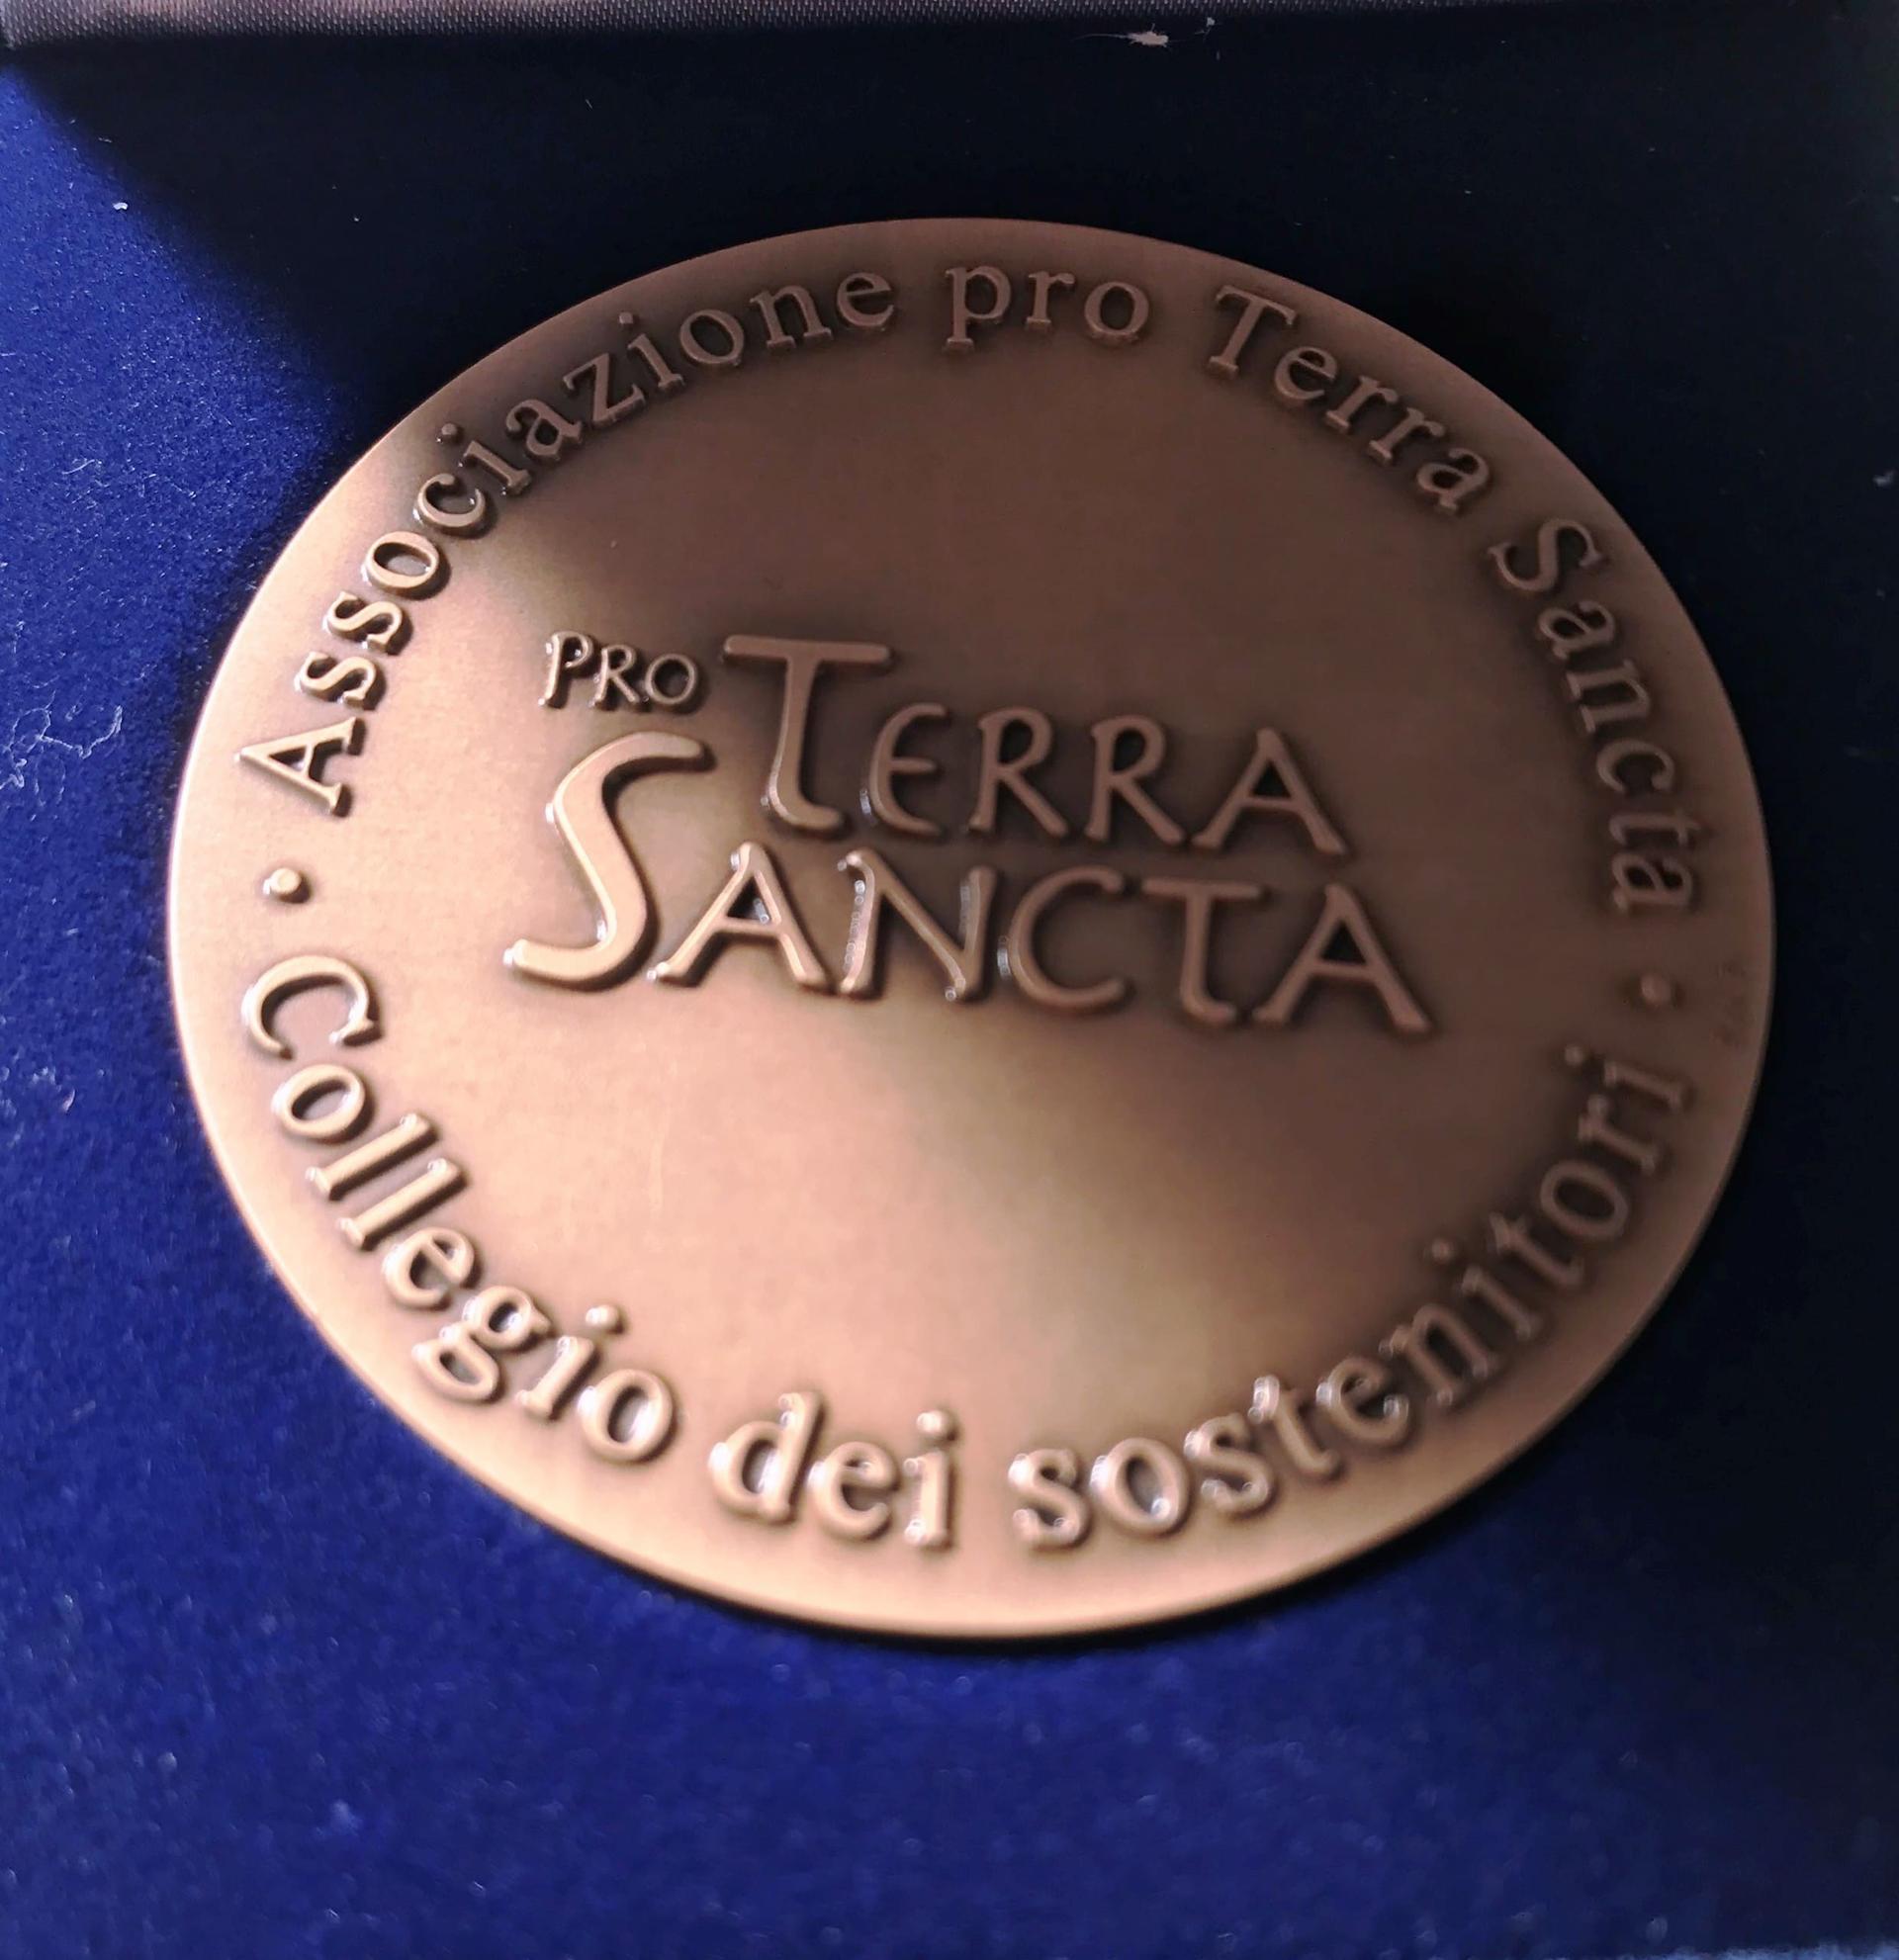 Associazione pro Terra Sancta
PRO TERRA
SANCTA
Collegio dei sostenitori